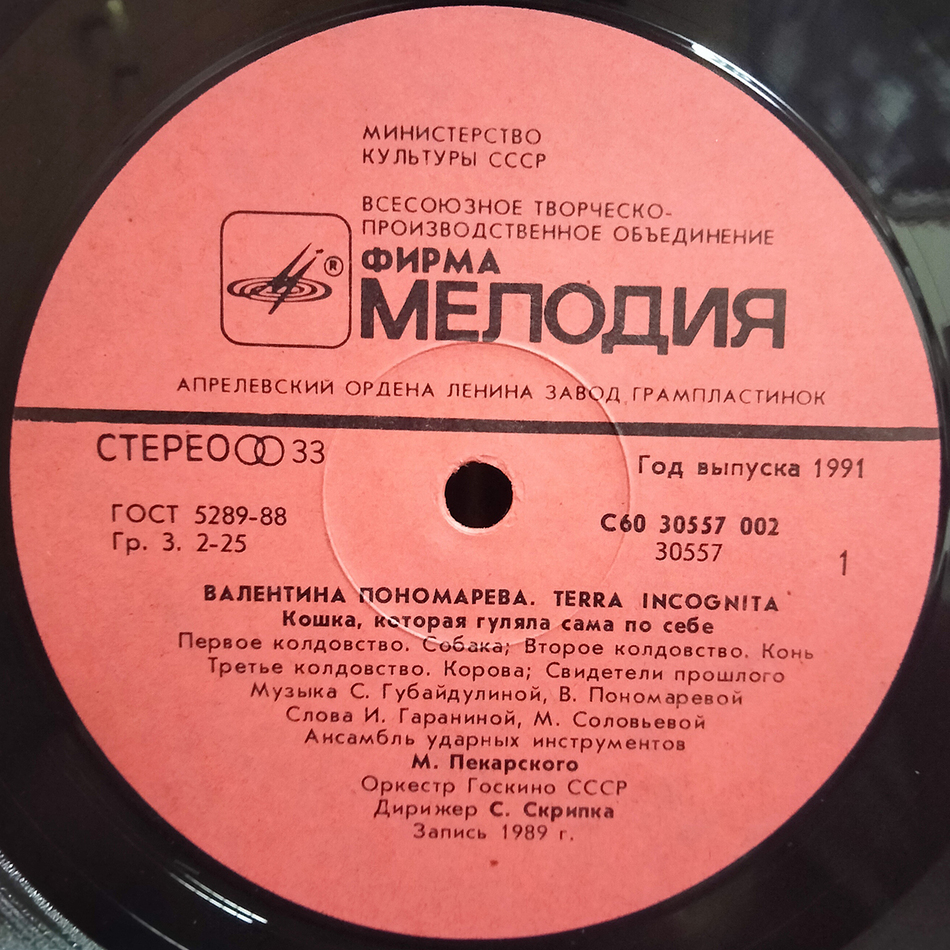 МИНИСТЕРСТВО
КУЛЬТУРЫ СССР
ВСЕСОЮЗНОЕ ТВОРЧЕСКО-
ПРОИЗВОДСТВЕННОЕ ОБЪЕДИНЕНИЕ
ФИРМА
®
МЕЛОДИЯ
АПРЕЛЕВСКИЙ ОРДЕНА ЛЕНИНА ЗАВОД ГРАМПЛАСТИНОК
СТЕРЕО 33
Год выпуска 1991
ГОСТ 5289-88
Гр. 3. 2-25
С60 30557 002
30557
1
ВАЛЕНТИНА ПОНОМАРЕВА. TERRA INCOGNITA
Кошка, которая гуляла сама по себе
Первое колдовство. Собака; Второе колдовство. Конь
Третье колдовство. Корова; Свидетели прошлого
Музыка С. Губайдулиной, В. Пономаревой
Слова И. Гараниной, М. Соловьевой
Ансамбль ударных инструментов
М. Пекарского
Оркестр Госкино СССР
Дирижер С. Скрипка
Запись 1989 г.